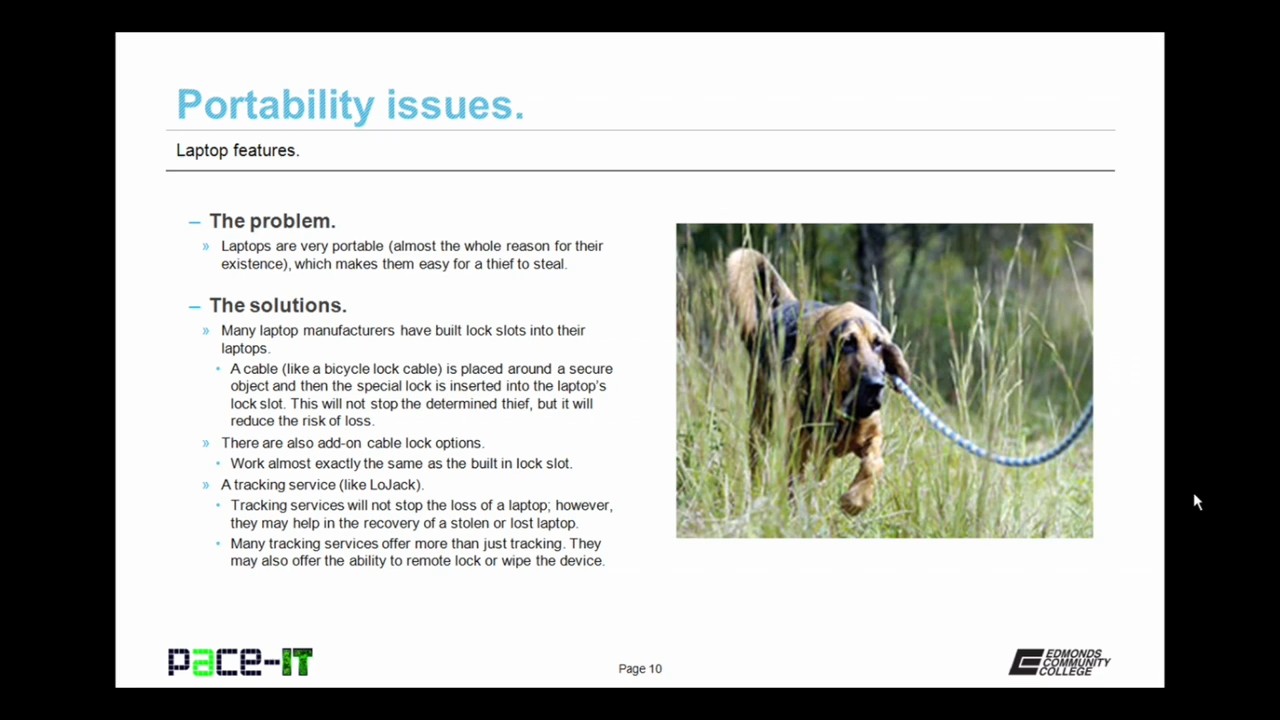 Portability issues.
Laptop features.
– The problem.
» Laptops are very portable (almost the whole reason for their
existence), which makes them easy for a thief to steal.
– The solutions.
» Many laptop manufacturers have built lock slots into their
laptops.
• A cable (like a bicycle lock cable) is placed around a secure
object and then the special lock is inserted into the laptop's
lock slot. This will not stop the determined thief, but it will
reduce the risk of loss.
» There are also add-on cable lock options.
• Work almost exactly the same as the built in lock slot.
» A tracking service (like LoJack).
• Tracking services will not stop the loss of a laptop; however,
they may help in the recovery of a stolen or lost laptop.
• Many tracking services offer more than just tracking. They
may also offer the ability to remote lock or wipe the device.
pace-IT
Page 10
EDMONDS
COMMUNITY
COLLEGE